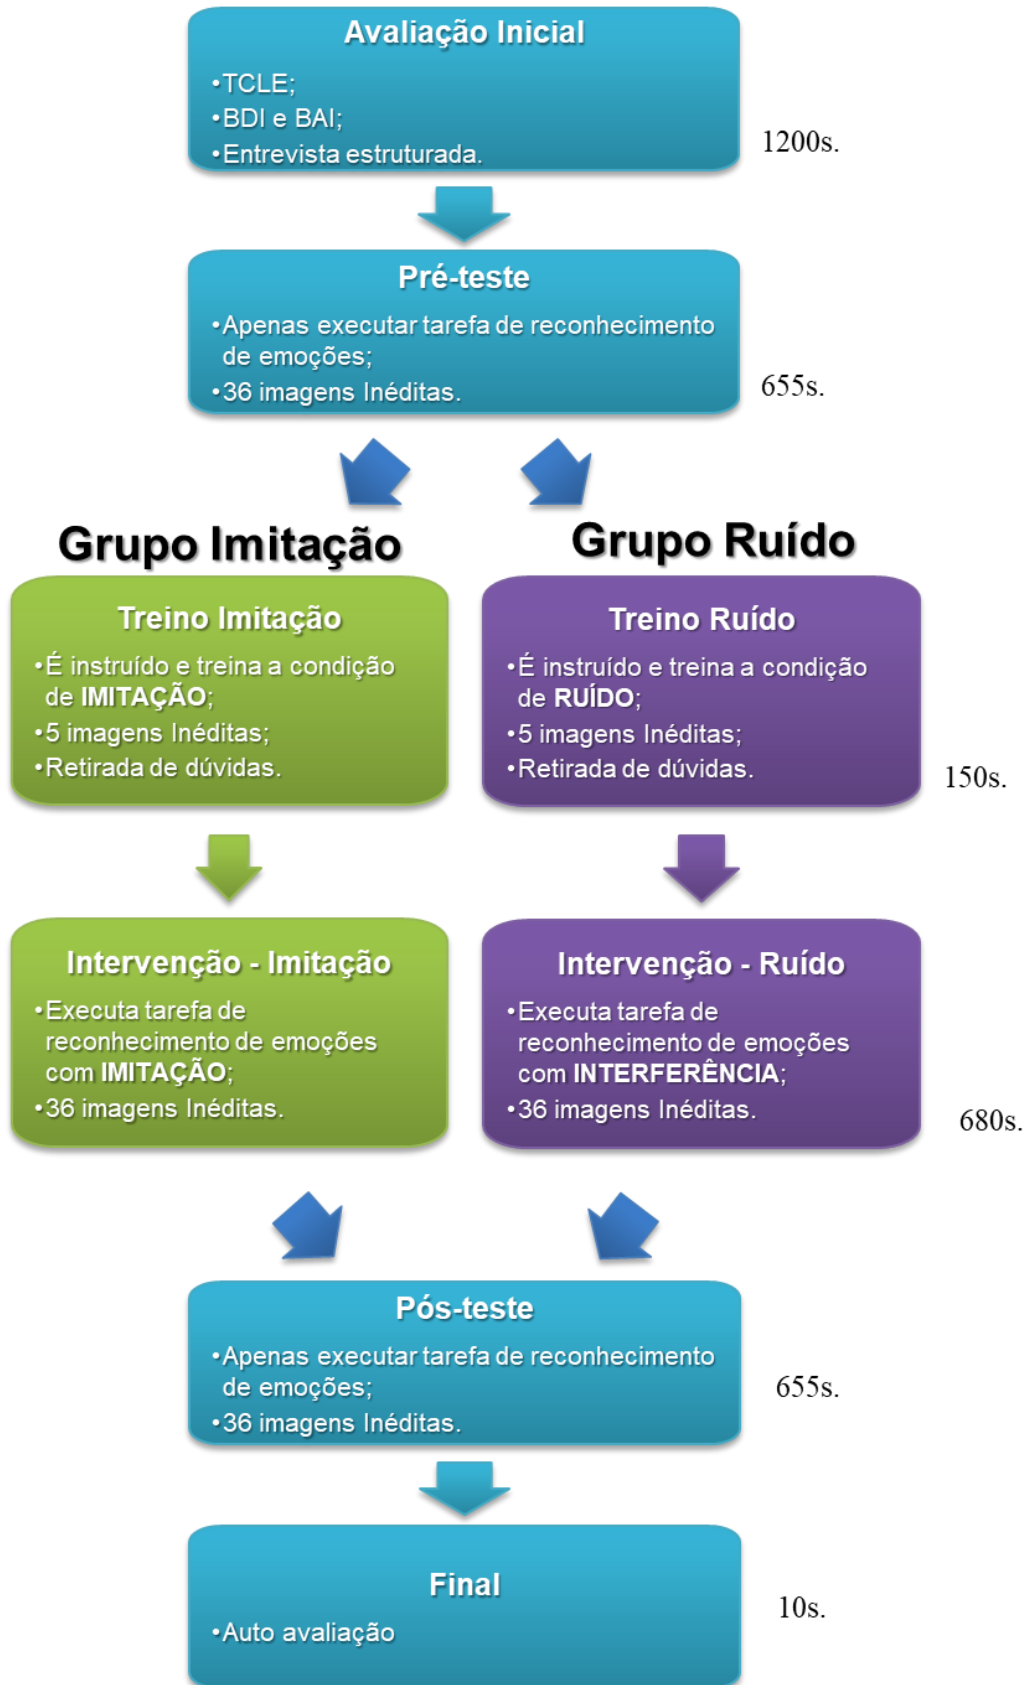 Avaliação Inicial
•TCLE;
•BDI e BAI;
•Entrevista estruturada.
1200s.
Pré-teste
•Apenas executar tarefa de reconhecimento
de emoções;
•36 imagens Inéditas.
655s.
Grupo Imitação
Grupo Ruído
Treino Imitação
•É instruído e treina a condição
de IMITAÇÃO;
•5 imagens Inéditas;
•Retirada de dúvidas.
Treino Ruído
•É instruído e treina a condição
de RUÍDO;
•5 imagens Inéditas;
•Retirada de dúvidas.
150s.
Intervenção - Imitação
•Executa tarefa de
reconhecimento de emoções
com IMITAÇÃO;
•36 imagens Inéditas.
Intervenção - Ruído
•Executa tarefa de
reconhecimento de emoções
com INTERFERÊNCIA;
•36 imagens Inéditas.
680s.
Pós-teste
•Apenas executar tarefa de reconhecimento
de emoções;
•36 imagens Inéditas.
655s.
Final
•Auto avaliação
10s.